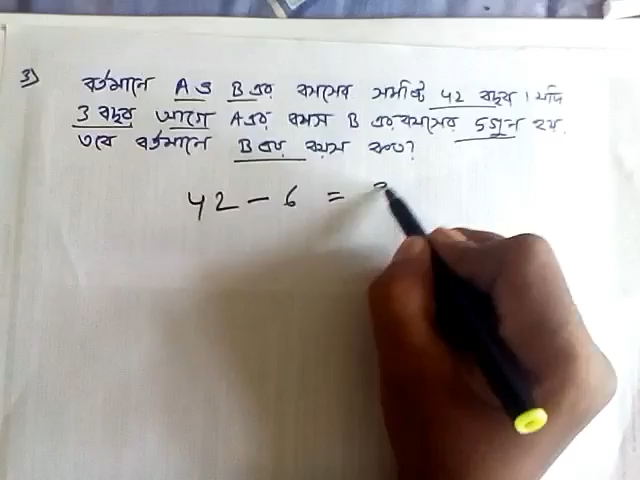 3) বর্তমানে A ও B এর বয়সের সমষ্টি 42 বছর । যদি
3 বছর আগে A এর বয়স B এর বয়সের 5 গুন হয়.
তবে বর্তমানে B এর বয়স কত?
42 - 6 =